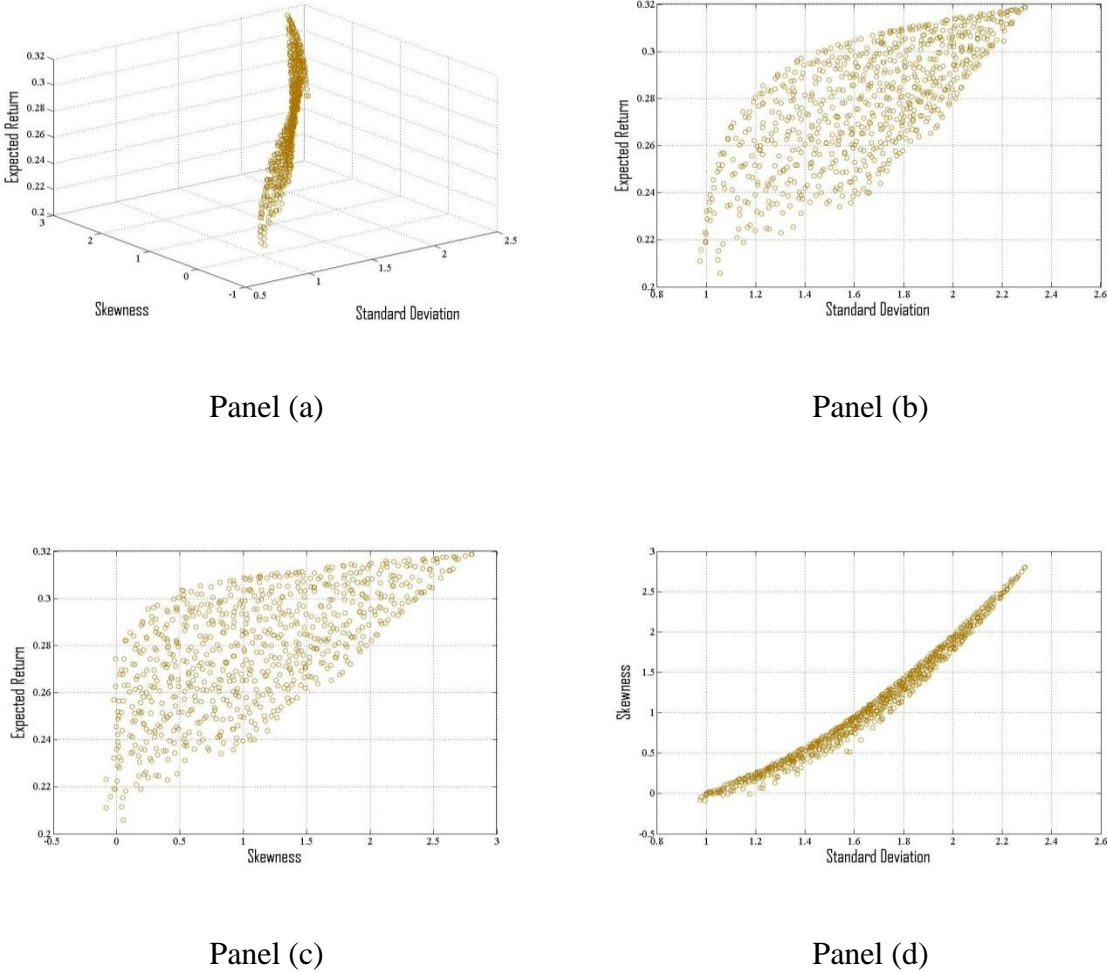 0.32
0.3
0.28
0.26
0.24
0.22
0.2
Expected Return
3
2
1
0
-1
Skewness
0.5
1
1.5
2
2.5
Standard Deviation
Panel (a)
0.32
0.3
0.28
0.26
0.24
0.22
0.2
Expected Return
0.8 1 1.2 1.4 1.6 1.8 2 2.2 2.4 2.6
Standard Deviation
Panel (b)
0.32
0.3
0.28
0.26
0.24
0.22
0.2
Expected Return
-0.5 0 0.5 1 1.5 2 2.5 3
Skewness
Panel (c)
3
2.5
2
1.5
1
0.5
0
-0.5
Skewness
0.8 1 1.2 1.4 1.6 1.8 2 2.2 2.4 2.6
Standard Deviation
Panel (d)